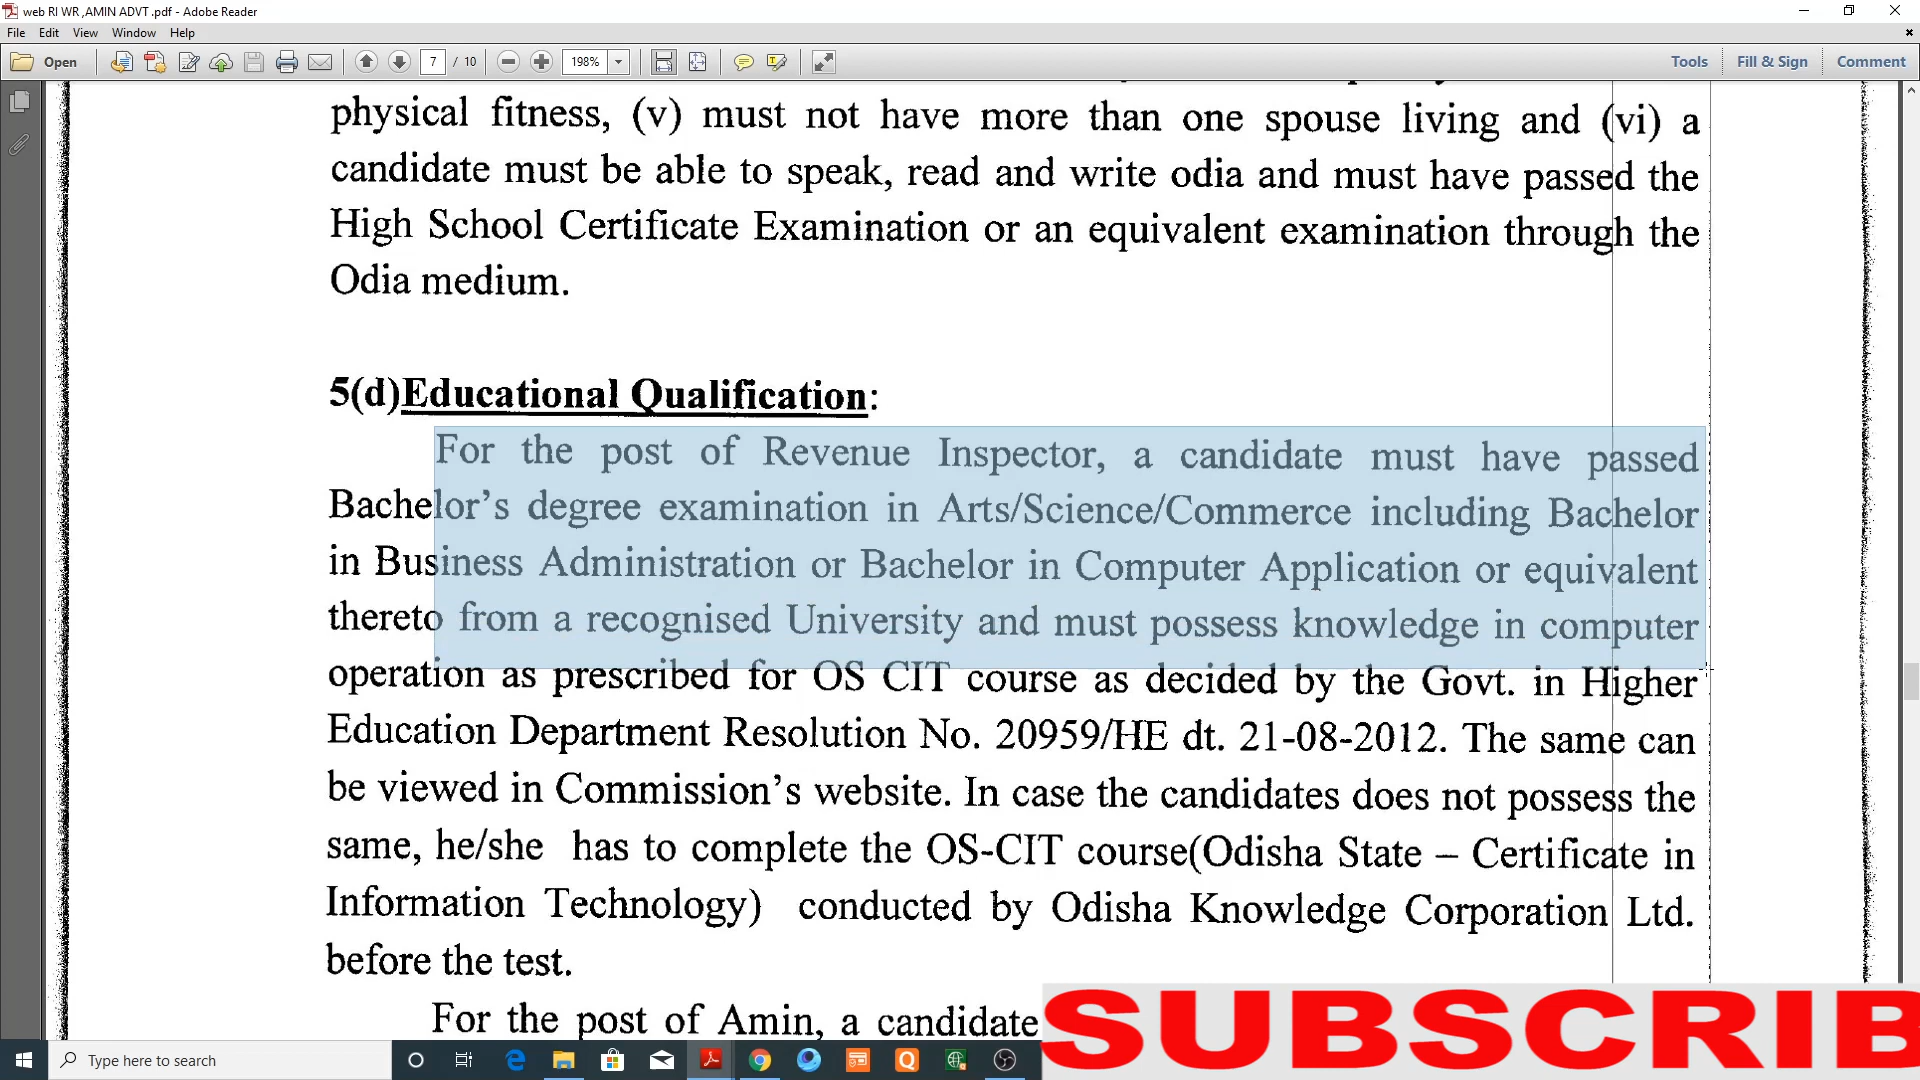 web RI WR ,AMIN ADVT .pdf - Adobe Reader
File Edit View Window Help
Open 7 / 10 198% Tools Fill & Sign Comment
physical fitness, (v) must not have more than one spouse living and (vi) a
candidate must be able to speak, read and write odia and must have passed the
High School Certificate Examination or an equivalent examination through the
Odia medium.
5(d)Educational Qualification:
For the post of Revenue Inspector, a candidate must have passed
Bachelor's degree examination in Arts/Science/Commerce including Bachelor
in Business Administration or Bachelor in Computer Application or equivalent
thereto from a recognised University and must possess knowledge in computer
operation as prescribed for OS CIT course as decided by the Govt. in Higher
Education Department Resolution No. 20959/HE dt. 21-08-2012. The same can
be viewed in Commission's website. In case the candidates does not possess the
same, he/she has to complete the OS-CIT course(Odisha State – Certificate in
Information Technology) conducted by Odisha Knowledge Corporation Ltd.
before the test.
For the post of Amin, a candidate
SUBSCRIB
Type here to search